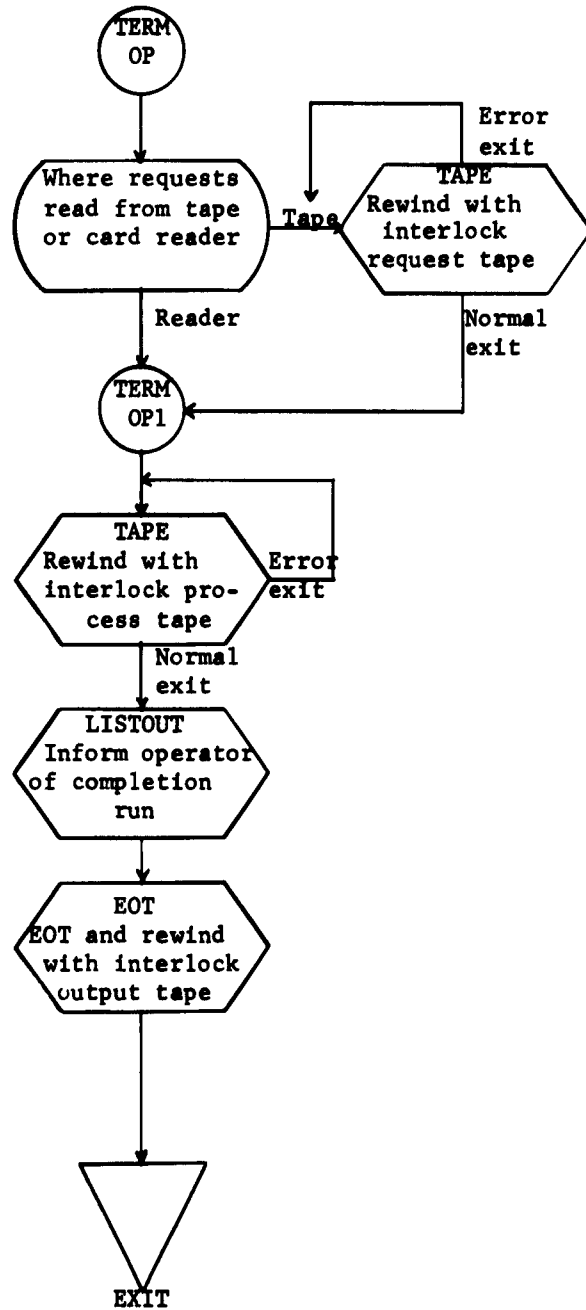 TERM
OP
Where requests
read from tape
or card reader
Tape
Error
exit
TAPE
Rewind with
interlock
request tape
Normal
exit
Reader
TERM
OP1
TAPE
Rewind with
interlock pro-
cess tape
Error
exit
Normal
exit
LISTOUT
Inform operator
of completion
run
EOT
EOT and rewind
with interlock
output tape
EXIT